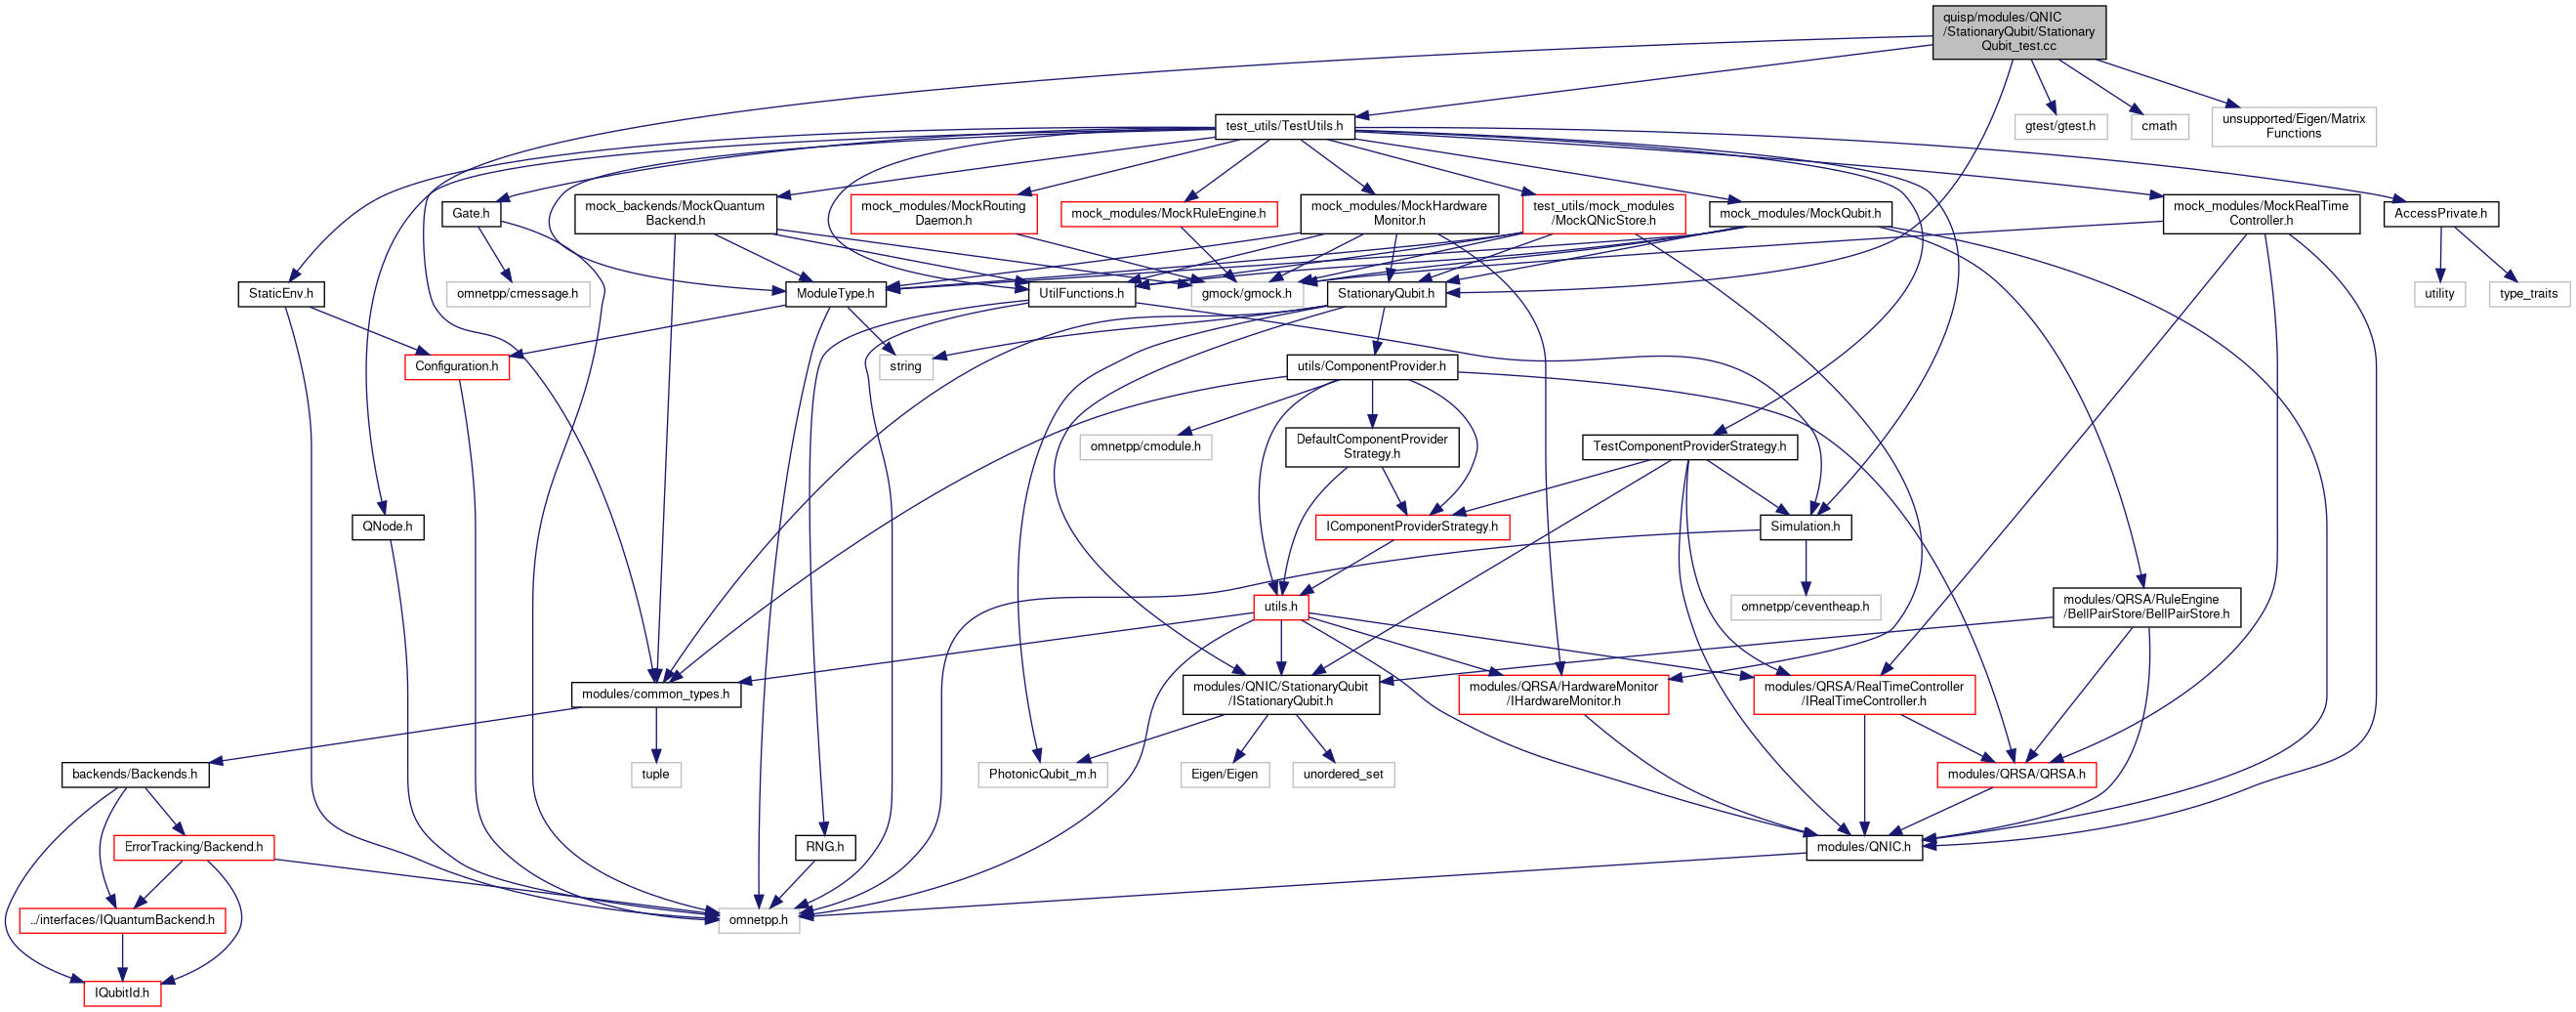 quisp/modules/QNIC
/StationaryQubit/Stationary
Qubit_test.cc
test_utils/TestUtils.h
gtest/gtest.h
cmath
unsupported/Eigen/Matrix
Functions
Gate.h
mock_backends/MockQuantum
Backend.h
mock_modules/MockRouting
Daemon.h
mock_modules/MockRuleEngine.h
mock_modules/MockHardware
Monitor.h
test_utils/mock_modules
/MockQNicStore.h
mock_modules/MockQubit.h
mock_modules/MockRealTime
Controller.h
AccessPrivate.h
StaticEnv.h
omnetpp/cmessage.h
ModuleType.h
UtilFunctions.h
gmock/gmock.h
StationaryQubit.h
utility
type_traits
Configuration.h
string
utils/ComponentProvider.h
omnetpp/cmodule.h
DefaultComponentProvider
Strategy.h
TestComponentProviderStrategy.h
QNode.h
IComponentProviderStrategy.h
Simulation.h
utils.h
omnetpp/ceventheap.h
modules/QRSA/RuleEngine
/BellPairStore/BellPairStore.h
modules/common_types.h
modules/QNIC/StationaryQubit
/IStationaryQubit.h
modules/QRSA/HardwareMonitor
/IHardwareMonitor.h
modules/QRSA/RealTimeController
/IRealTimeController.h
backends/Backends.h
tuple
PhotonicQubit_m.h
Eigen/Eigen
unordered_set
modules/QRSA/QRSA.h
ErrorTracking/Backend.h
RNG.h
modules/QNIC.h
../interfaces/IQuantumBackend.h
omnetpp.h
IQubitId.h